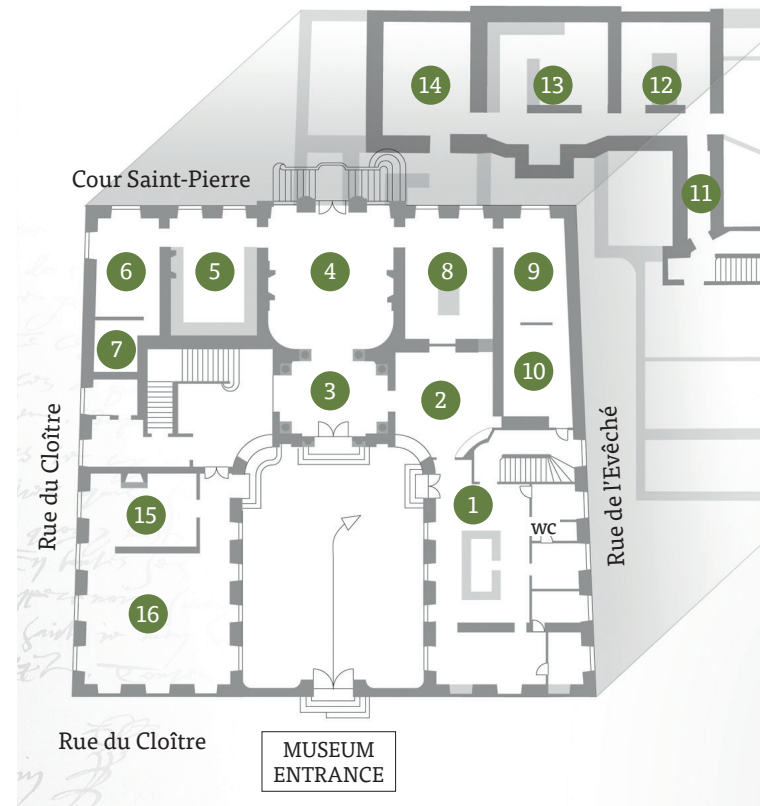 14
13
12
Cour Saint-Pierre
11
6
5
4
8
9
7
3
2
10
Rue du Cloître
15
1
wc
Rue de l'Evêché
16
Rue du Cloître
MUSEUM
ENTRANCE